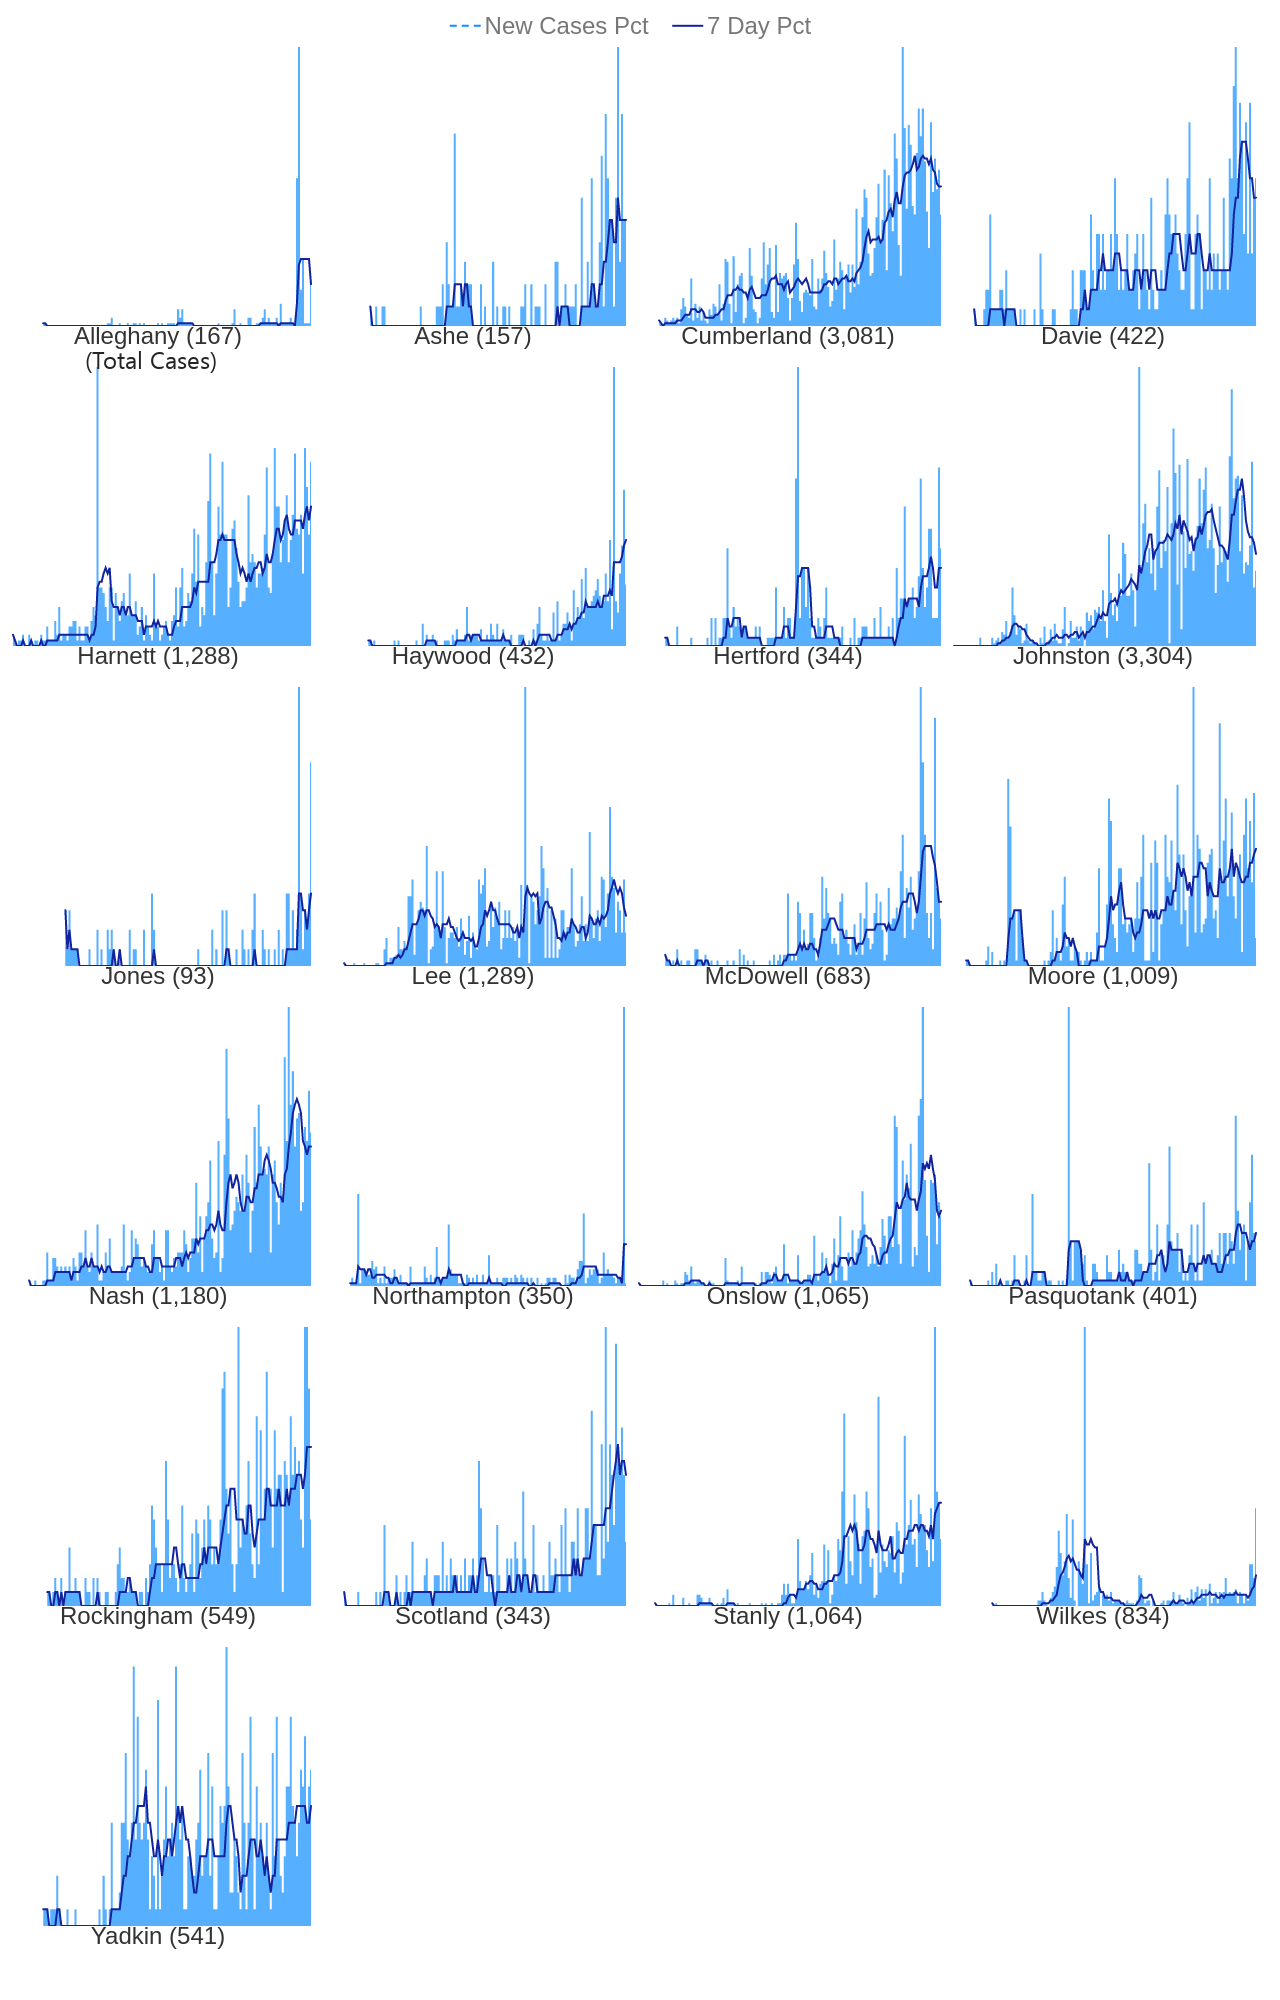 New Cases Pct 7 Day Pct
Alleghany (167) Ashe (157) Cumberland (3,081) Davie (422)
(Total Cases)
Harnett (1,288) Haywood (432) Hertford (344) Johnston (3,304)
Jones (93) Lee (1,289) McDowell (683) Moore (1,009)
Nash (1,180) Northampton (350) Onslow (1,065) Pasquotank (401)
Rockingham (549) Scotland (343) Stanly (1,064) Wilkes (834)
Yadkin (541)